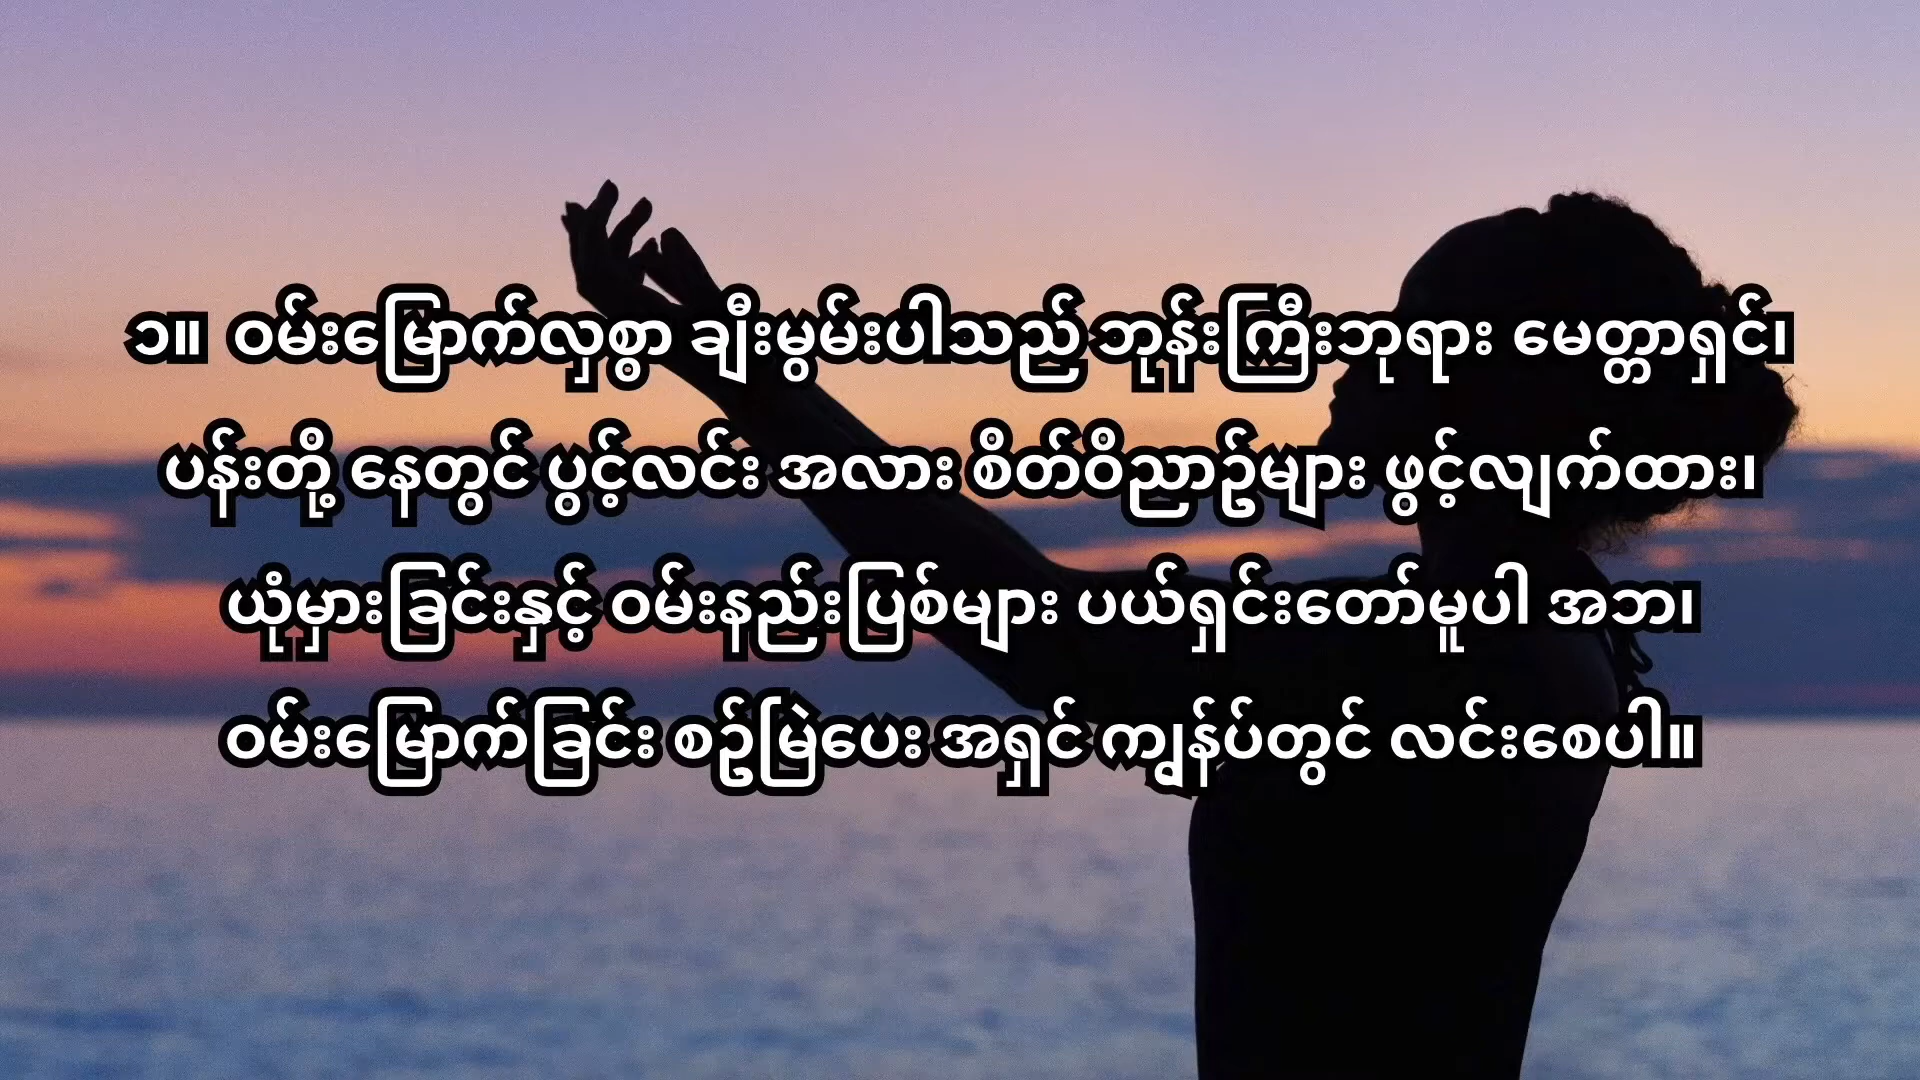 ၁။ ဝမ်းမြောက်လှစွာ ချီးမွမ်းပါသည် ဘုန်းကြီးဘုရား မေတ္တာရှင်၊
ပန်းတို့ နေတွင် ပွင့်လင်း အလား စိတ်ဝိညာဉ်များ ဖွင့်လျက်ထား၊
ယုံမှားခြင်းနှင့် ဝမ်းနည်းပြစ်များ ပယ်ရှင်းတော်မူပါ အဘ၊
ဝမ်းမြောက်ခြင်း စဉ်မြဲပေး အရှင် ကျွန်ုပ်တွင် လင်းစေပါ။